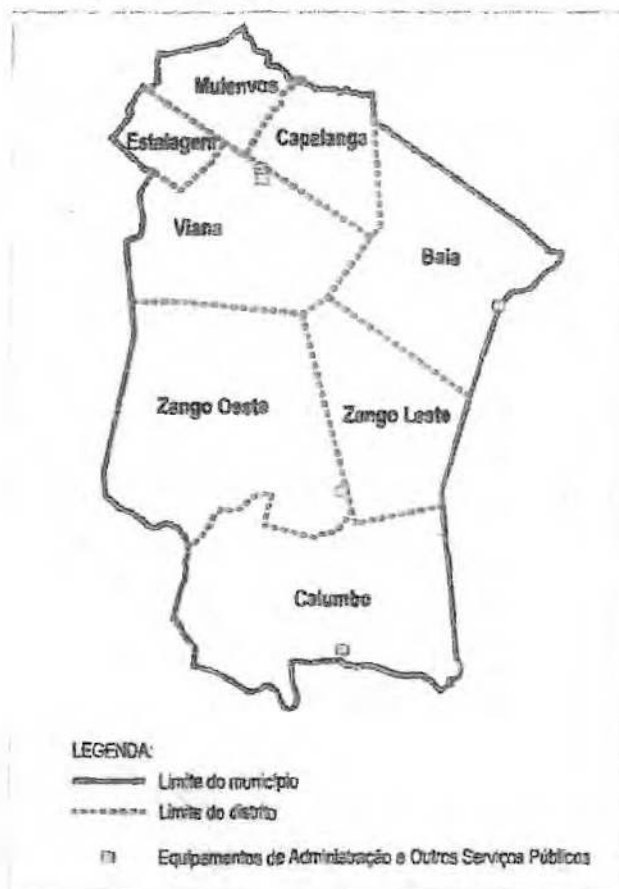 Mulenvos
Estalagem
Capalanga
Viana
Baia
Zango Oeste
Zango Leste
Calumbo
LEGENDA:
Limite do município
Limite do distrito
Equipamentos de Administração e Outros Serviços Públicos